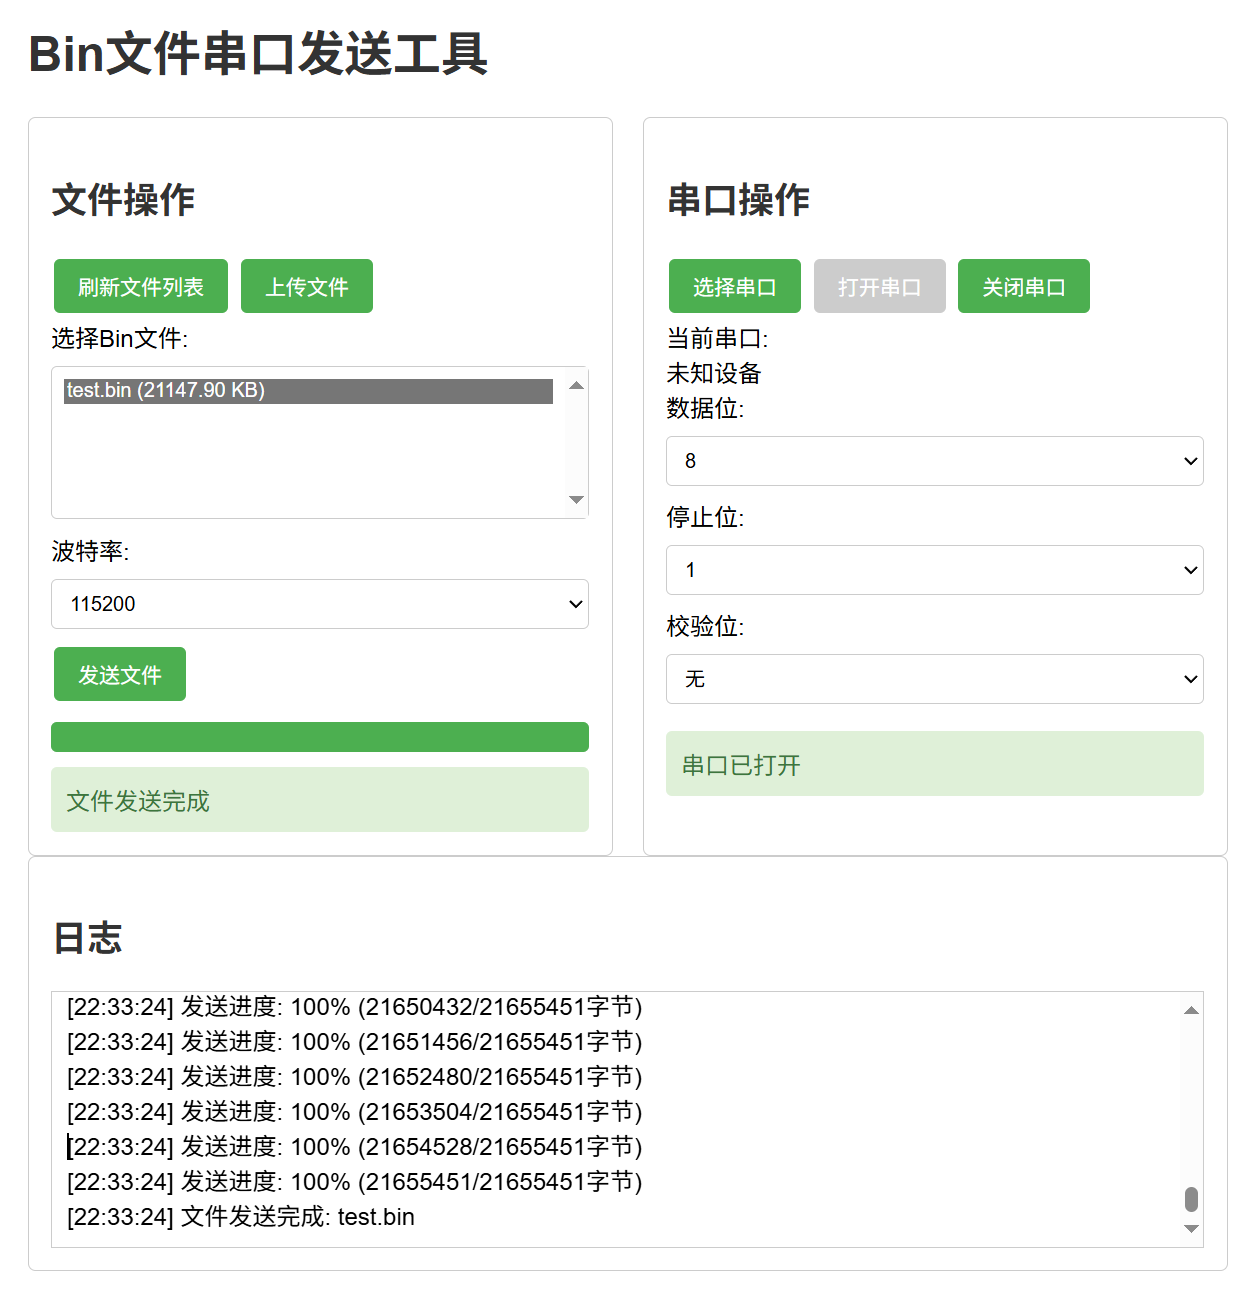 Bin文件串口发送工具
文件操作
刷新文件列表 上传文件
选择Bin文件:
test.bin (21147.90 KB)
波特率:
115200
发送文件
文件发送完成
串口操作
选择串口 打开串口 关闭串口
当前串口:
未知设备
数据位:
8
停止位:
1
校验位:
无
串口已打开
日志
[22:33:24] 发送进度: 100% (21650432/21655451字节)
[22:33:24] 发送进度: 100% (21651456/21655451字节)
[22:33:24] 发送进度: 100% (21652480/21655451字节)
[22:33:24] 发送进度: 100% (21653504/21655451字节)
[22:33:24] 发送进度: 100% (21654528/21655451字节)
[22:33:24] 发送进度: 100% (21655451/21655451字节)
[22:33:24] 文件发送完成: test.bin